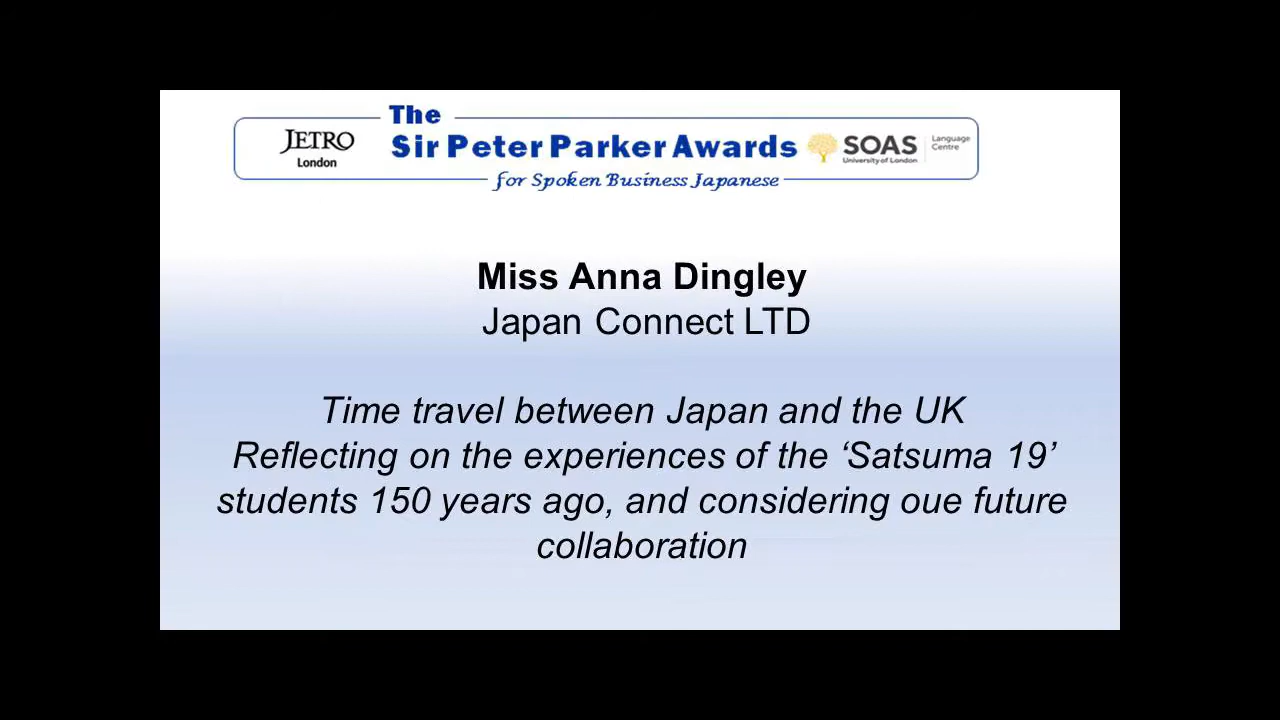 The
JETRO
London
Sir Peter Parker Awards
SOAS
University of London
Language
Centre
for Spoken Business Japanese
Miss Anna Dingley
Japan Connect LTD
Time travel between Japan and the UK
Reflecting on the experiences of the ‘Satsuma 19’
students 150 years ago, and considering oue future
collaboration